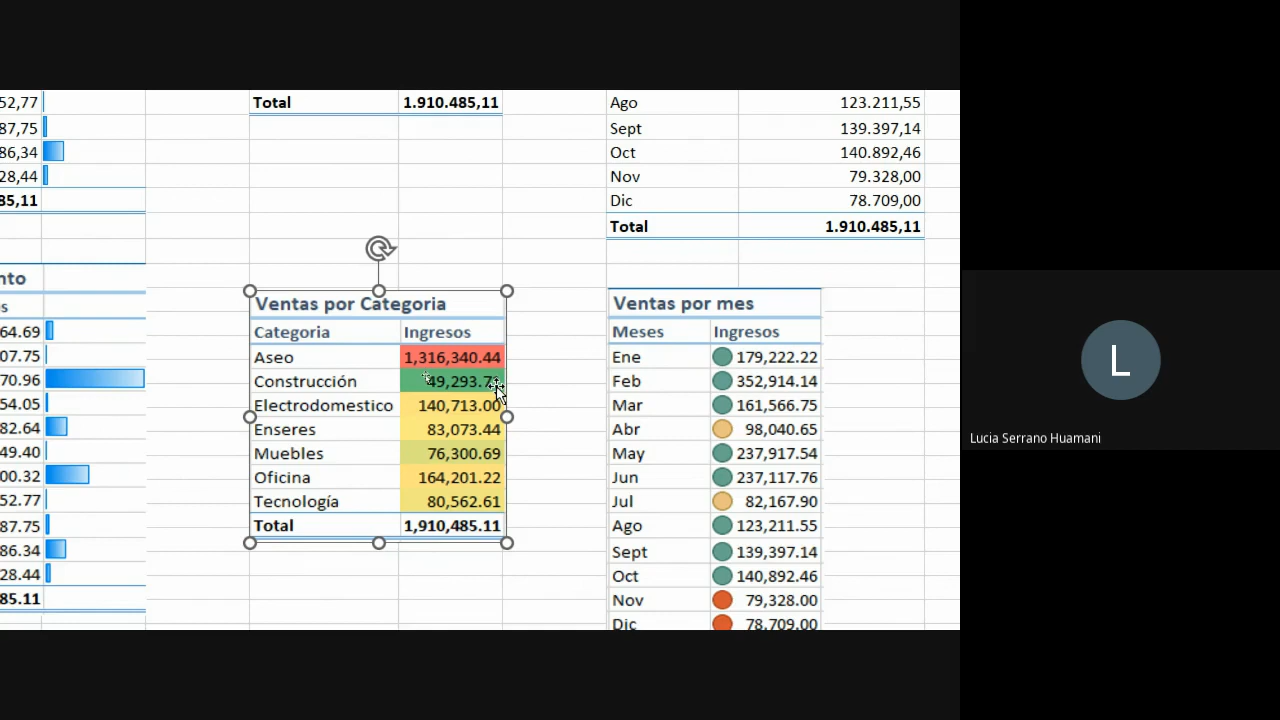 52,77
87,75
86,34
28,44
85,11
Total 1.910.485,11
Ago 123.211,55
Sept 139.397,14
Oct 140.892,46
Nov 79.328,00
Dic 78.709,00
Total 1.910.485,11
nto
s
64.69
07.75
70.96
54.05
82.64
49.40
00.32
52.77
87.75
86.34
28.44
85.11
Ventas por Categoria
Categoria Ingresos
Aseo 1,316,340.44
Construcción
Electrodomestico 140,713.00
Enseres 83,073.44
Muebles 76,300.69
Oficina 164,201.22
Tecnología 80,562.61
Total 1,910,485.11
Ventas por mes
Meses Ingresos
Ene 179,222.22
Feb 352,914.14
Mar 161,566.75
Abr 98,040.65
May 237,917.54
Jun 237,117.76
Jul 82,167.90
Ago 123,211.55
Sept 139,397.14
Oct 140,892.46
Nov 79,328.00
Dic 78,709.00
L
Lucia Serrano Huamani